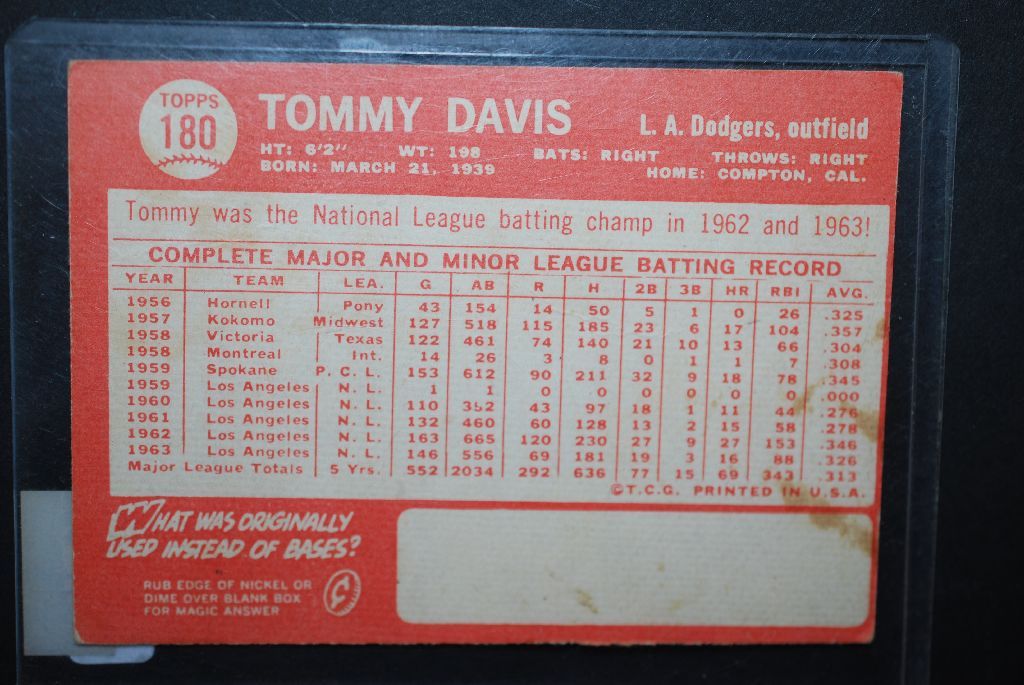 TOPPS
180
TOMMY DAVIS
L. A. Dodgers, outfield
HT: 6'2" WT: 198 BATS: RIGHT THROWS: RIGHT
BORN: MARCH 21, 1939 HOME: COMPTON, CAL.
Tommy was the National League batting champ in 1962 and 1963!
COMPLETE MAJOR AND MINOR LEAGUE BATTING RECORD
YEAR TEAM LEA. G AB R H 2B 3B HR RBI AVG.
1956 Hornell Pony 43 154 14 50 5 1 0 26 .325
1957 Kokomo Midwest 127 518 115 185 23 6 17 104 .357
1958 Victoria Texas 122 461 74 140 21 10 13 66 .304
1958 Montreal Int. 14 26 3 8 0 1 1 7 .308
1959 Spokane P. C. L. 153 612 90 211 32 9 18 78 .345
1959 Los Angeles N. L. 1 1 0 0 0 0 0 0 .000
1960 Los Angeles N. L. 110 352 43 97 18 1 11 44 .276
1961 Los Angeles N. L. 132 460 60 128 13 2 15 58 .278
1962 Los Angeles N. L. 163 665 120 230 27 9 27 153 .346
1963 Los Angeles N. L. 146 556 69 181 19 3 16 88 .326
Major League Totals 5 Yrs. 552 2034 292 636 77 15 69 343 .313
©T.C.G. PRINTED IN U.S.A.
WHAT WAS ORIGINALLY
USED INSTEAD OF BASES?
RUB EDGE OF NICKEL OR
DIME OVER BLANK BOX
FOR MAGIC ANSWER